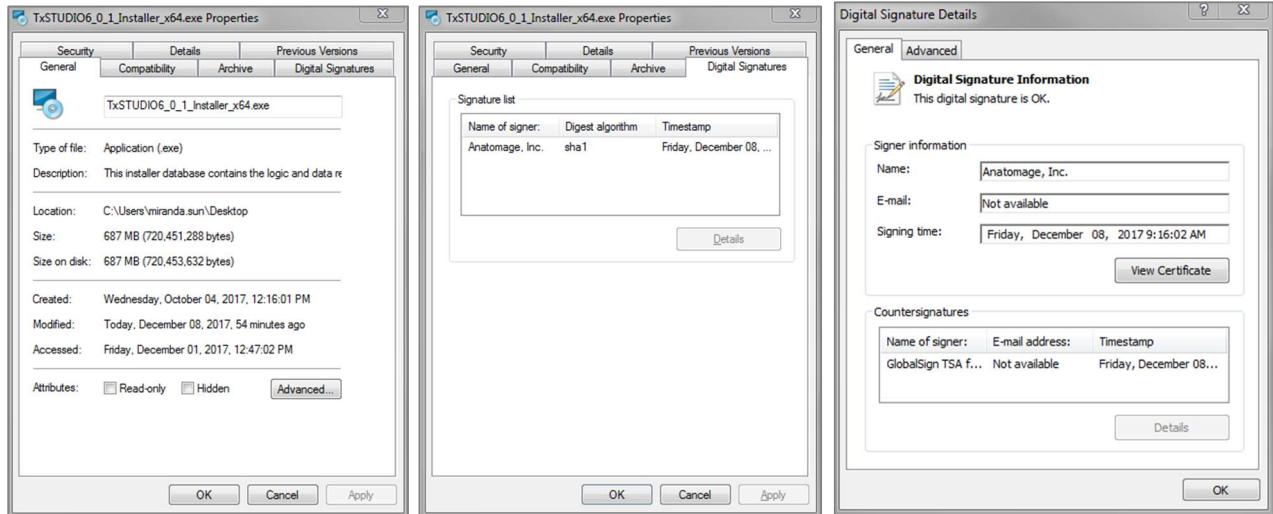 TxSTUDIO6_0_1_Installer_x64.exe Properties
Security Details Previous Versions
General Compatibility Archive Digital Signatures
TxSTUDIO6_0_1_Installer_x64.exe
Type of file: Application (.exe)
Description: This installer database contains the logic and data re
Location: C:\Users\miranda.sun\Desktop
Size: 687 MB (720,451,288 bytes)
Size on disk: 687 MB (720,453,632 bytes)
Created: Wednesday, October 04, 2017, 12:16:01 PM
Modified: Today, December 08, 2017, 54 minutes ago
Accessed: Friday, December 01, 2017, 12:47:02 PM
Attributes: Read-only Hidden Advanced...
OK Cancel Apply
TxSTUDIO6_0_1_Installer_x64.exe Properties
Security Details Previous Versions
General Compatibility Archive Digital Signatures
Signature list
Name of signer: Digest algorithm Timestamp
Anatomage, Inc. sha1 Friday, December 08, ...
Details
OK Cancel Apply
Digital Signature Details
General Advanced
Digital Signature Information
This digital signature is OK.
Signer information
Name: Anatomage, Inc.
E-mail: Not available
Signing time: Friday, December 08, 2017 9:16:02 AM
View Certificate
Countersignatures
Name of signer: E-mail address: Timestamp
GlobalSign TSA f... Not available Friday, December 08...
Details
OK